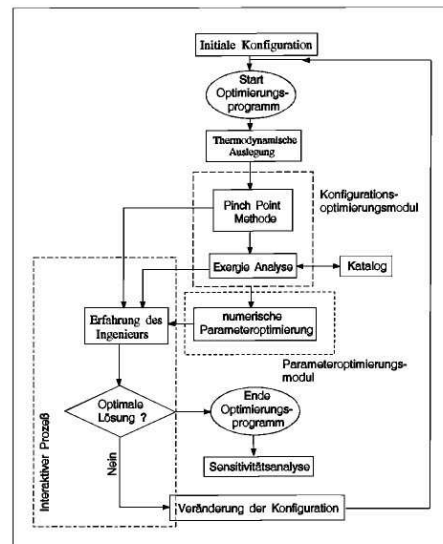 Initiale Konfiguration
Start
Optimierungs-
programm
Thermodynamische
Auslegung
Pinch Point
Methode
Konfigurations-
optimierungsmodul
Exergie Analyse
Katalog
Erfahrung des
Ingenieurs
numerische
Parameteroptimierung
Parameteroptimierungs-
modul
Optimale
Lösung ?
Ende
Optimierungs-
programm
Sensitivitätsanalyse
Nein
Interaktiver Prozeß
Veränderung der Konfiguration